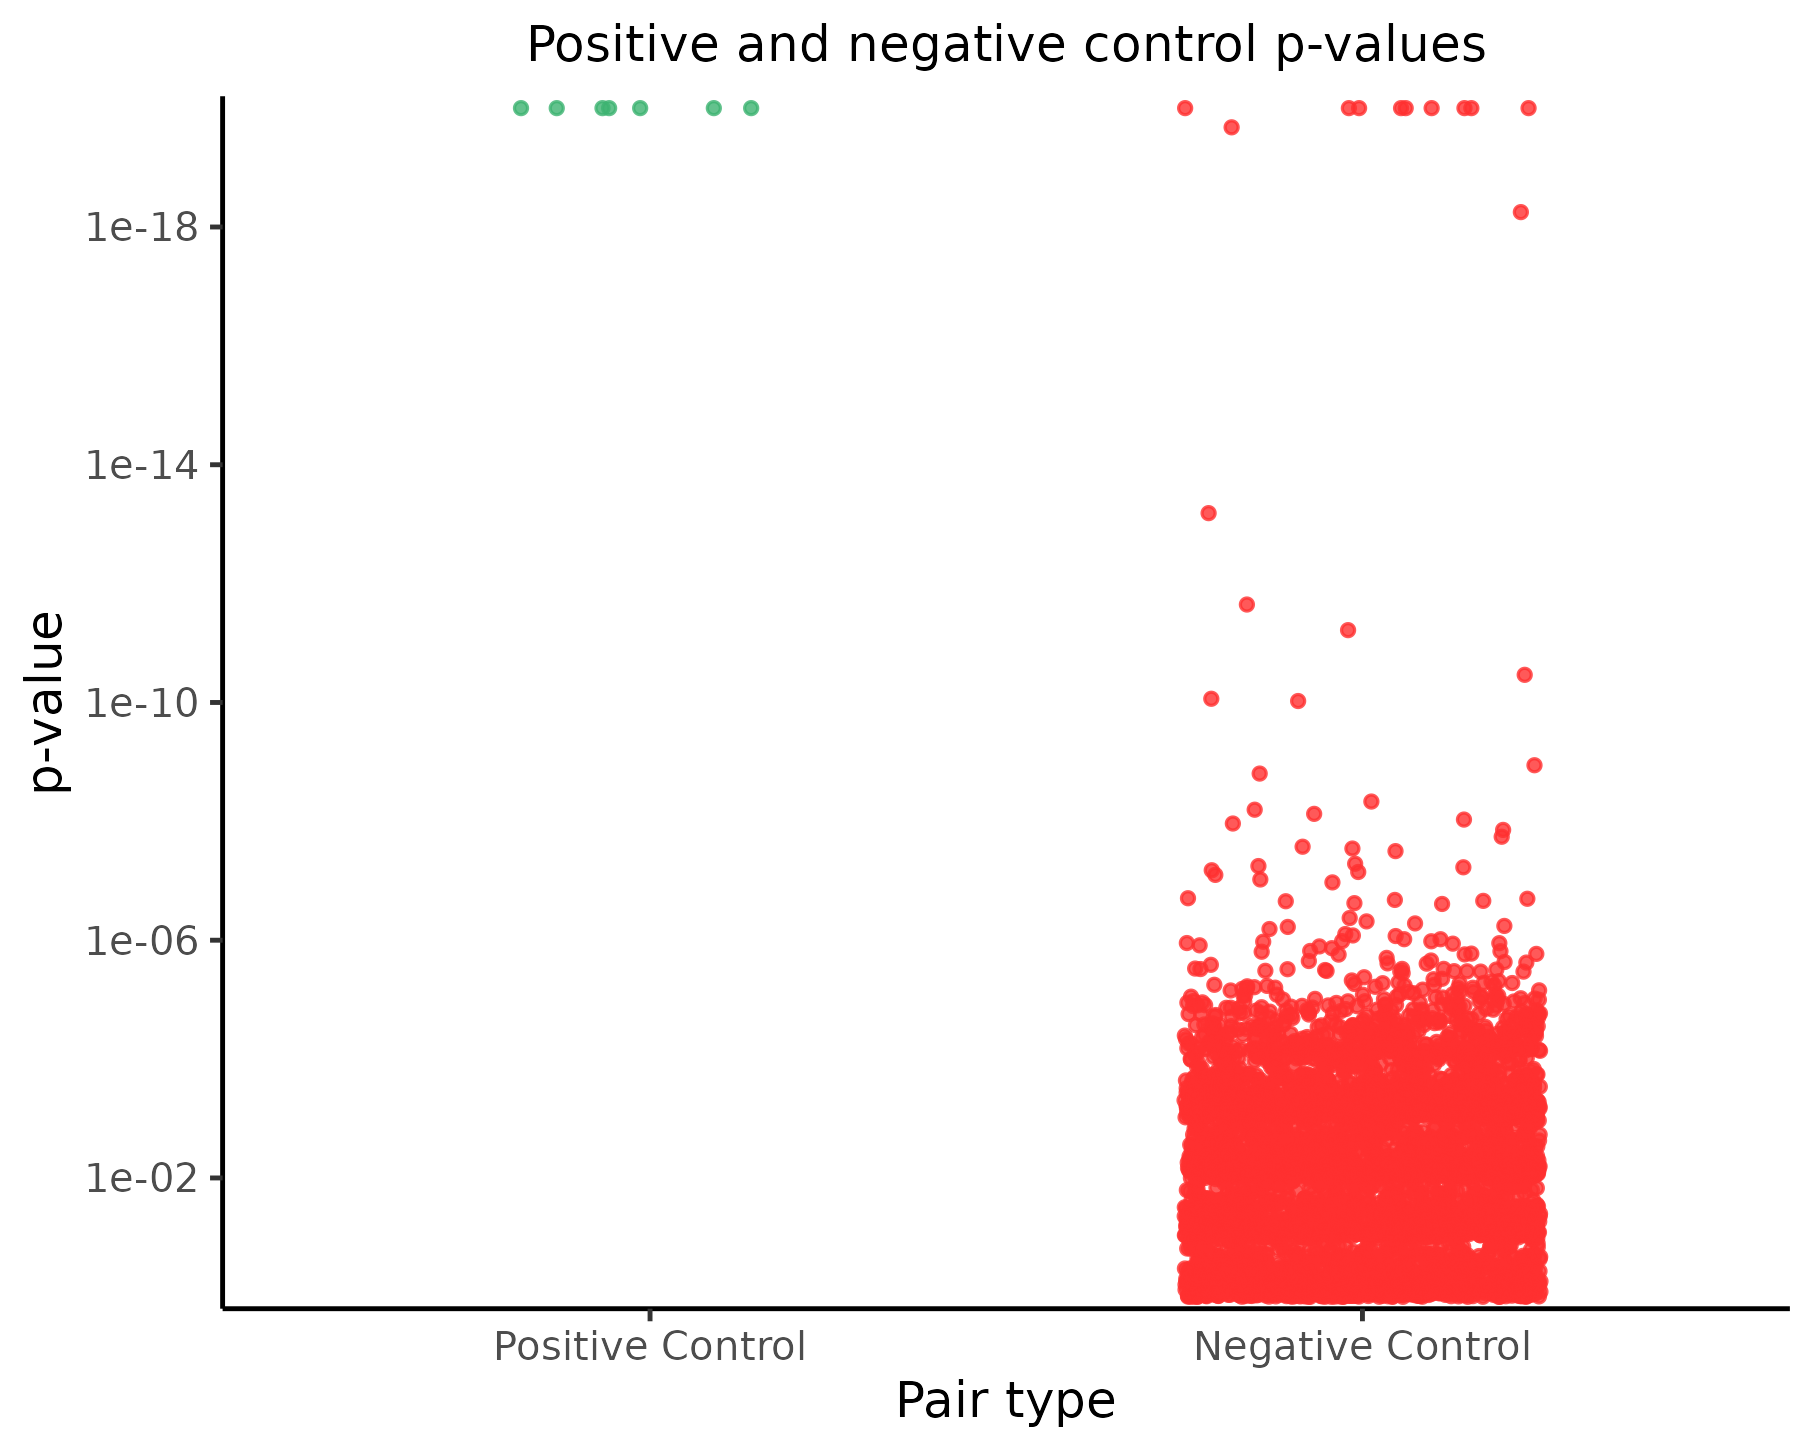 Positive and negative control p-values
1e-18
1e-14
1e-10
1e-06
1e-02
p-value
Positive Control
Negative Control
Pair type